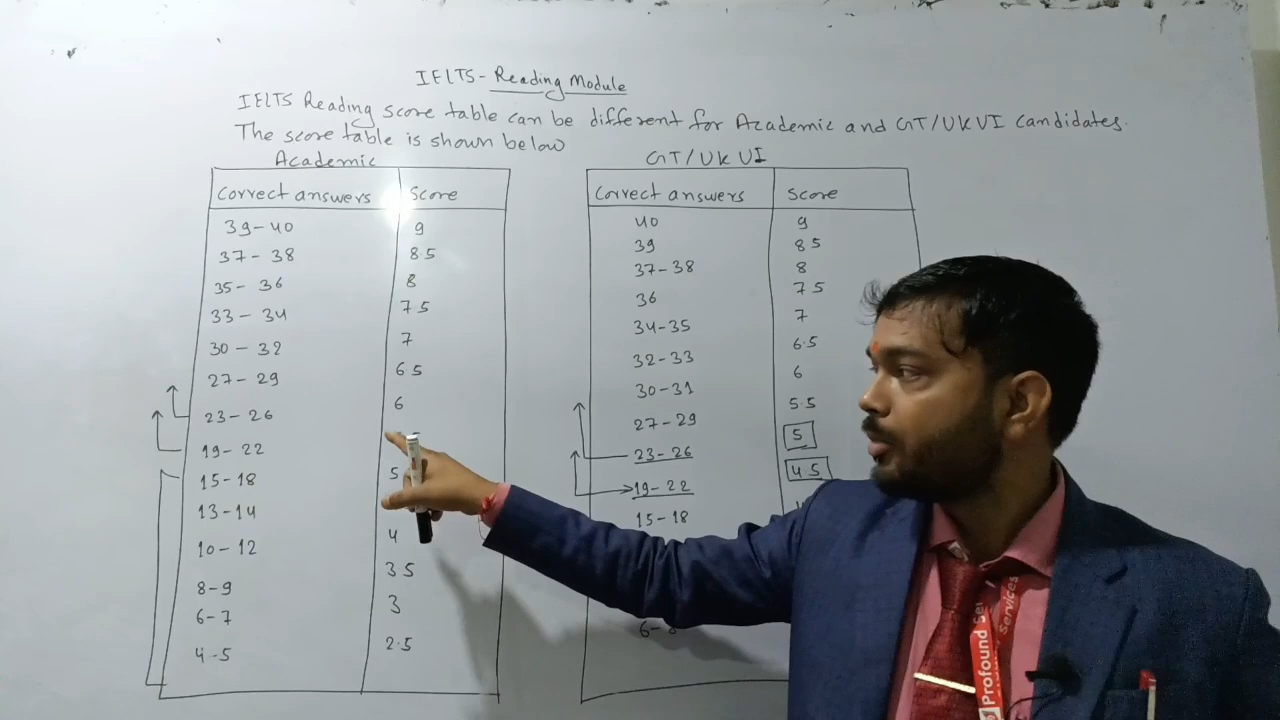 IELTS - Reading Module
IELTS Reading score table can be different for Academic and GT/UKVI candidates.
The score table is shown below
Academic
Correct answers Score
39-40 9
37-38 8.5
35-36 8
33-34 7.5
30-32 7
27-29 6.5
23-26 6
19-22
15-18 5
13-14
10-12 4
8-9 3.5
6-7 3
4-5 2.5
GT/UKVI
Correct answers Score
40 9
39 8.5
37-38 8
36 7.5
34-35 7
32-33 6.5
30-31 6
27-29 5.5
23-26 5
19-22 4.5
15-18
Profound
Services